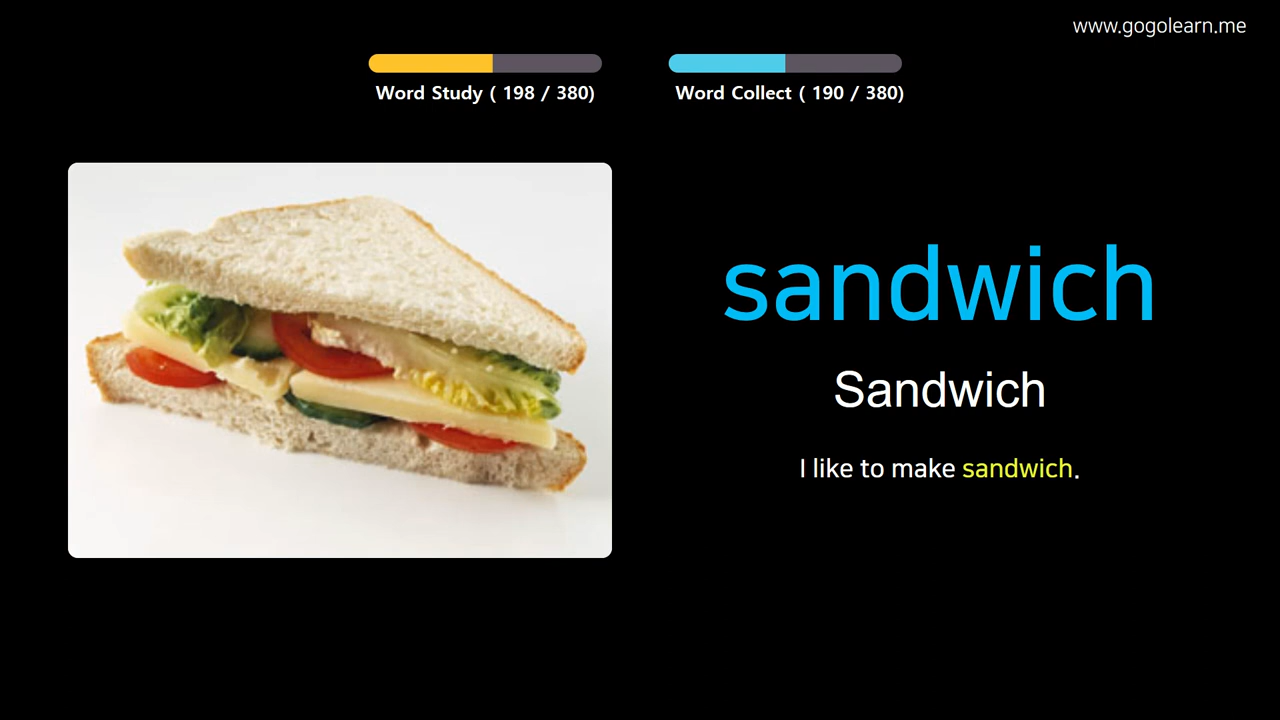 www.gogolearn.me
Word Study ( 198 / 380)
Word Collect ( 190 / 380)
sandwich
Sandwich
I like to make sandwich.